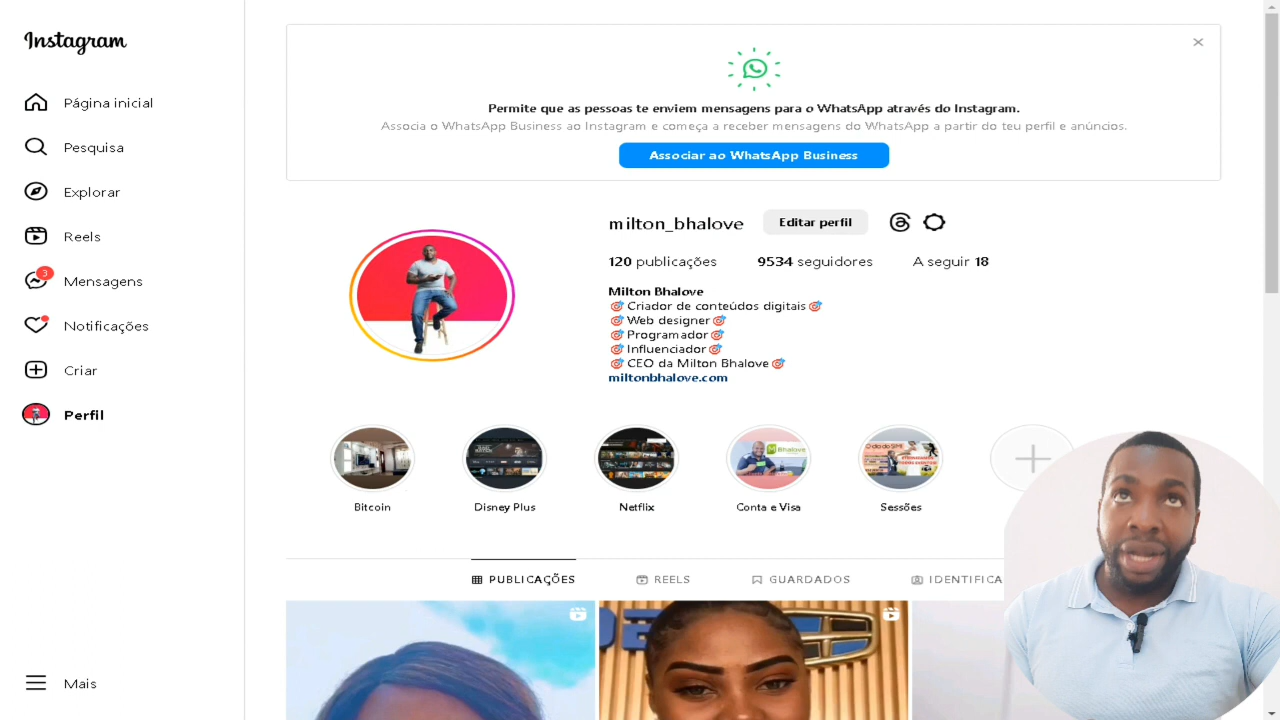 Instagram
Página inicial
Pesquisa
Explorar
Reels
3
Mensagens
Notificações
Criar
Perfil
Mais
Permite que as pessoas te enviem mensagens para o WhatsApp através do Instagram.
Associa o WhatsApp Business ao Instagram e começa a receber mensagens do WhatsApp a partir do teu perfil e anúncios.
Associar ao WhatsApp Business
milton_bhalove
Editar perfil
120 publicações 9534 seguidores A seguir 18
Milton Bhalove
🎯 Criador de conteúdos digitais 🎯
🎯 Web designer 🎯
🎯 Programador 🎯
🎯 Influenciador 🎯
🎯 CEO da Milton Bhalove 🎯
miltonbhalove.com
Bhalove
Bitcoin Disney Plus Netflix Conta e Visa Sessões
PUBLICAÇÕES REELS GUARDADOS IDENTIFICA